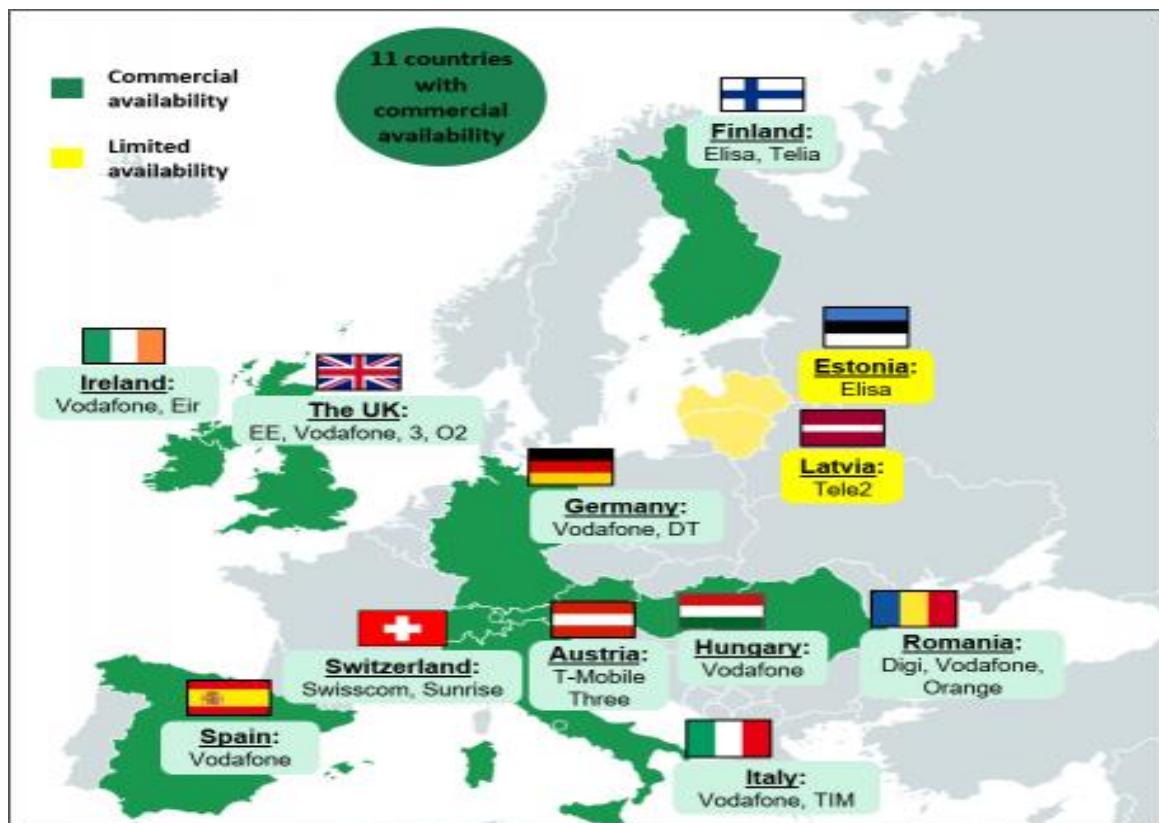 Commercial
availability
Limited
availability
11 countries
with
commercial
availability
Finland:
Elisa, Telia
Ireland:
Vodafone, Eir
The UK:
EE, Vodafone, 3, O2
Estonia:
Elisa
Latvia:
Tele2
Germany:
Vodafone, DT
Switzerland:
Swisscom, Sunrise
Austria:
T-Mobile
Three
Hungary:
Vodafone
Romania:
Digi, Vodafone,
Orange
Spain:
Vodafone
Italy:
Vodafone, TIM